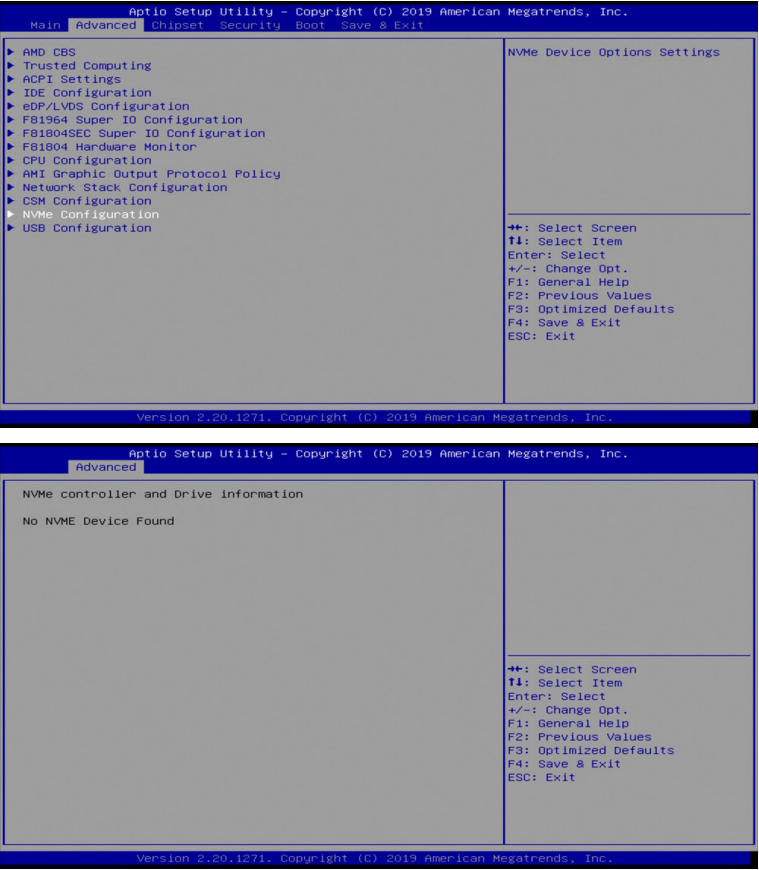 Aptio Setup Utility – Copyright (C) 2019 American Megatrends, Inc.
Main Advanced Chipset Security Boot Save & Exit
► AMD CBS
► Trusted Computing
► ACPI Settings
► IDE Configuration
► eDP/LVDS Configuration
► F81964 Super IO Configuration
► F81804SEC Super IO Configuration
► F81804 Hardware Monitor
► CPU Configuration
► AMI Graphic Output Protocol Policy
► Network Stack Configuration
► CSM Configuration
► NVMe Configuration
► USB Configuration
NVMe Device Options Settings
→←: Select Screen
↑↓: Select Item
Enter: Select
+/-: Change Opt.
F1: General Help
F2: Previous Values
F3: Optimized Defaults
F4: Save & Exit
ESC: Exit
Version 2.20.1271. Copyright (C) 2019 American Megatrends, Inc.
Aptio Setup Utility – Copyright (C) 2019 American Megatrends, Inc.
Advanced
NVMe controller and Drive information
No NVME Device Found
→←: Select Screen
↑↓: Select Item
Enter: Select
+/-: Change Opt.
F1: General Help
F2: Previous Values
F3: Optimized Defaults
F4: Save & Exit
ESC: Exit
Version 2.20.1271. Copyright (C) 2019 American Megatrends, Inc.